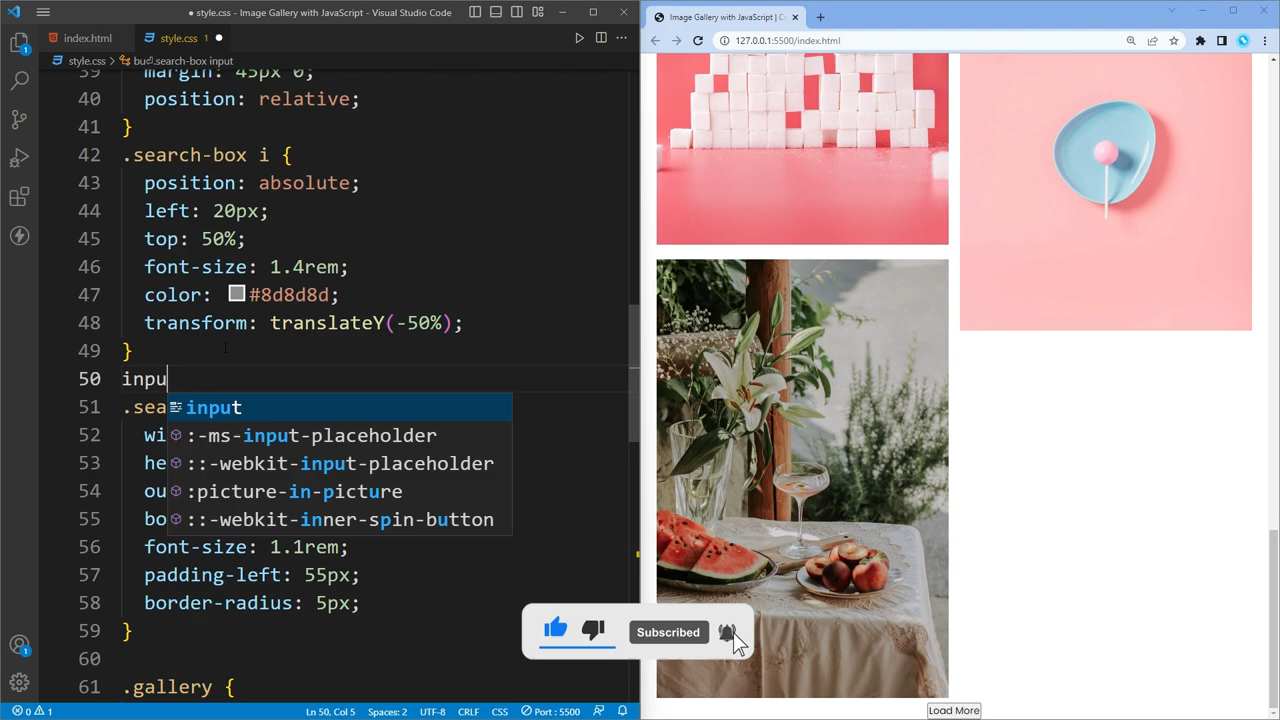 ● style.css - Image Gallery with JavaScript - Visual Studio Code
index.html
style.css 1 ●
style.css > .search-box input
39 margin: 45px 0;
40 position: relative;
41 }
42 .search-box i {
43 position: absolute;
44 left: 20px;
45 top: 50%;
46 font-size: 1.4rem;
47 color: #8d8d8d;
48 transform: translateY(-50%);
49 }
50 inpu
51 .sea
input
52 wi
:-ms-input-placeholder
53 he
::-webkit-input-placeholder
54 ou
:picture-in-picture
55 bo
::-webkit-inner-spin-button
56 font-size: 1.1rem;
57 padding-left: 55px;
58 border-radius: 5px;
59 }
60
61 .gallery {
0 1
Ln 50, Col 5 Spaces: 2 UTF-8 CRLF CSS Port : 5500
1
1
Image Gallery with JavaScript | C
127.0.0.1:5500/index.html
Subscribed
Load More